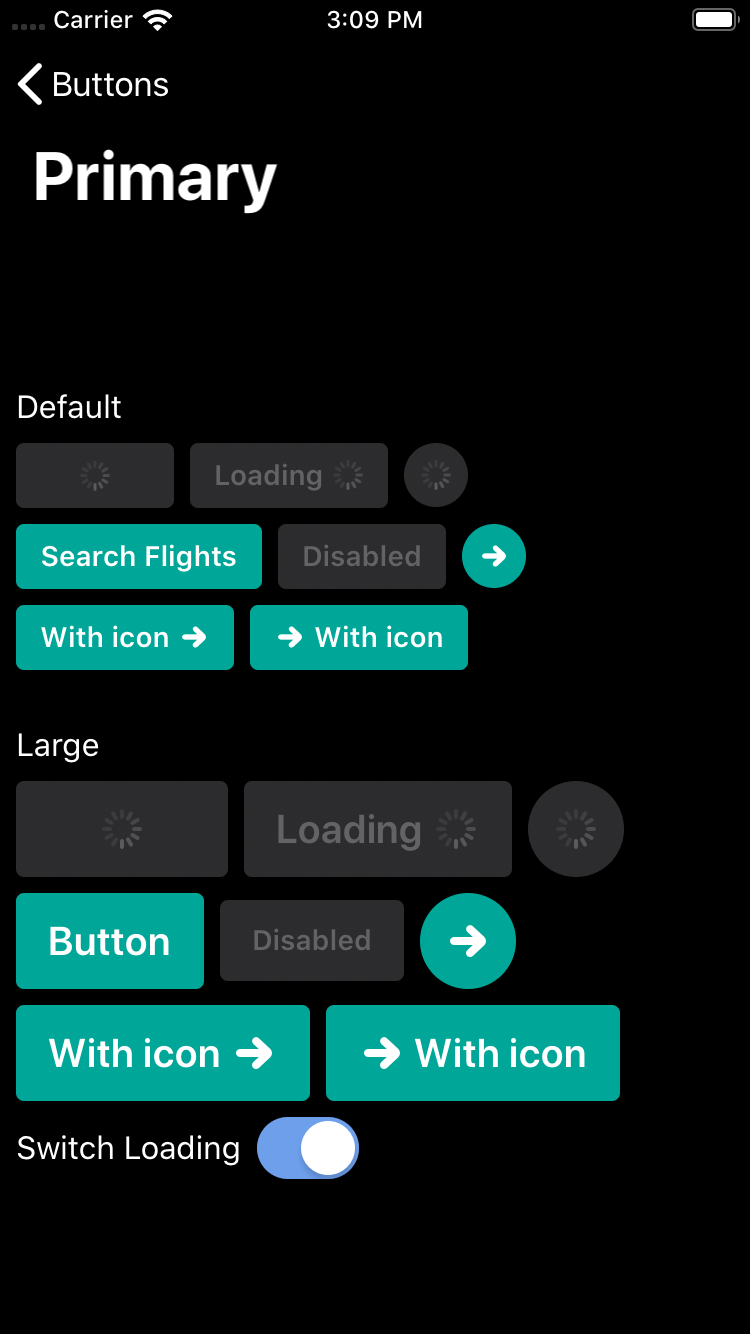 Carrier 3:09 PM
Buttons
Primary
Default
Loading
Search Flights Disabled
With icon With icon
Large
Loading
Button Disabled
With icon With icon
Switch Loading